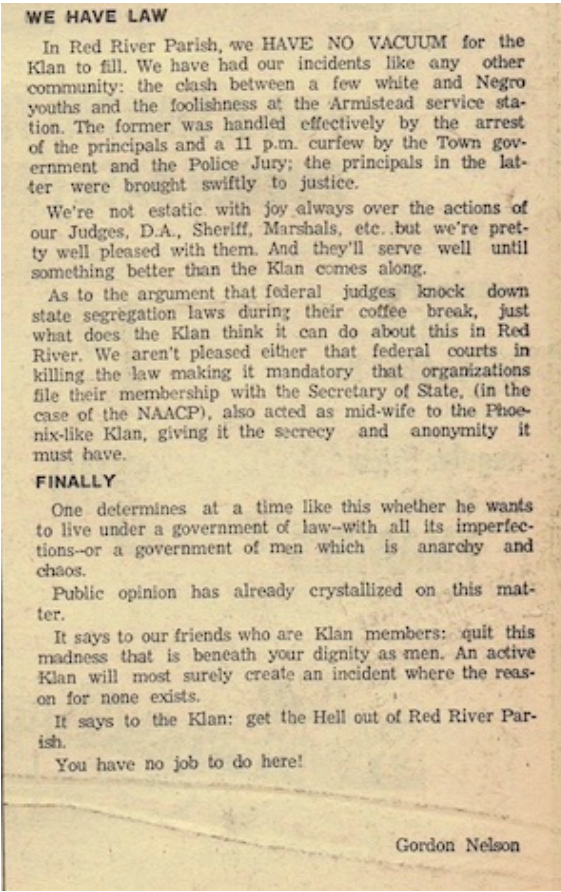 WE HAVE LAW
In Red River Parish, we HAVE NO VACUUM for the
Klan to fill. We have had our incidents like any other
community: the clash between a few white and Negro
youths and the foolishness at the Armistead service sta-
tion. The former was handled effectively by the arrest
of the principals and a 11 p.m. curfew by the Town gov-
ernment and the Police Jury; the principals in the lat-
ter were brought swiftly to justice.
We're not estatic with joy always over the actions of
our Judges, D.A., Sheriff, Marshals, etc. but we're pret-
ty well pleased with them. And they'll serve well until
something better than the Klan comes along.
As to the argument that federal judges knock down
state segregation laws during their coffee break, just
what does the Klan think it can do about this in Red
River. We aren't pleased either that federal courts in
killing the law making it mandatory that organizations
file their membership with the Secretary of State, (in the
case of the NAACP), also acted as mid-wife to the Phoe-
nix-like Klan, giving it the secrecy and anonymity it
must have.
FINALLY
One determines at a time like this whether he wants
to live under a government of law--with all its imperfec-
tions--or a government of men which is anarchy and
chaos.
Public opinion has already crystallized on this mat-
ter.
It says to our friends who are Klan members: quit this
madness that is beneath your dignity as men. An active
Klan will most surely create an incident where the reas-
on for none exists.
It says to the Klan: get the Hell out of Red River Par-
ish.
You have no job to do here!
Gordon Nelson